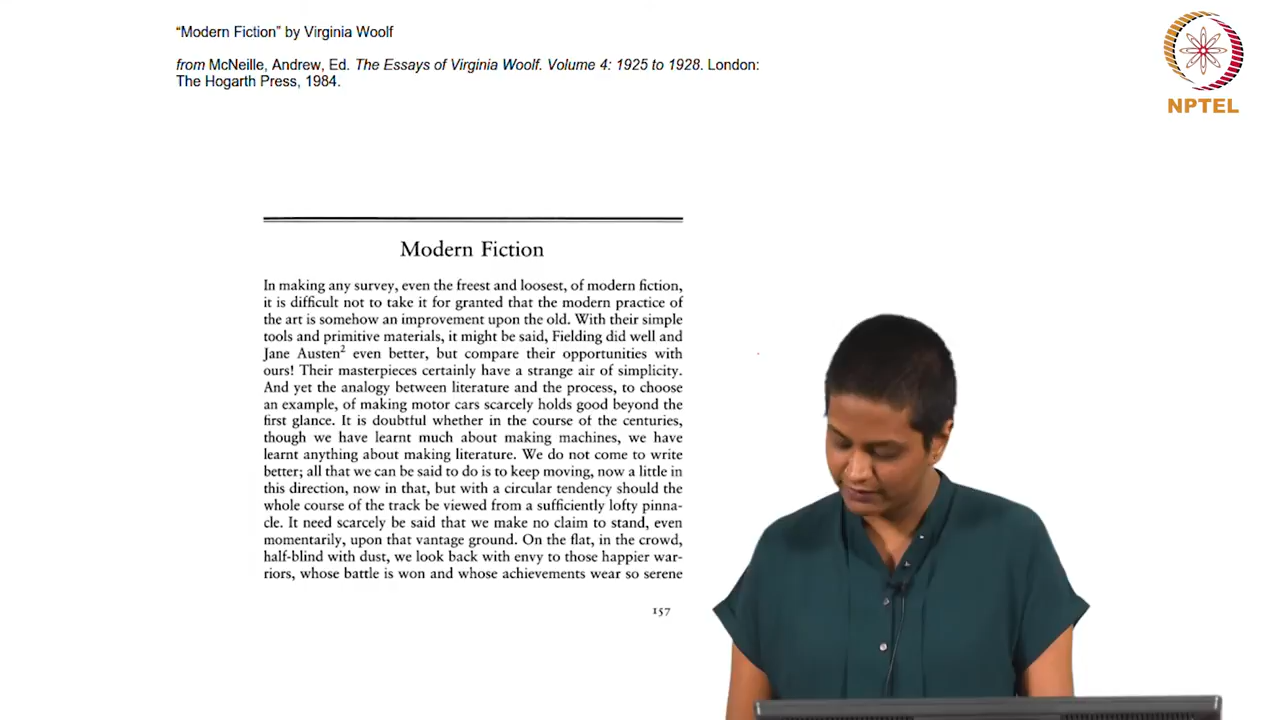 “Modern Fiction” by Virginia Woolf
from McNeille, Andrew, Ed. The Essays of Virginia Woolf. Volume 4: 1925 to 1928. London:
The Hogarth Press, 1984.
NPTEL
Modern Fiction
In making any survey, even the freest and loosest, of modern fiction,
it is difficult not to take it for granted that the modern practice of
the art is somehow an improvement upon the old. With their simple
tools and primitive materials, it might be said, Fielding did well and
Jane Austen² even better, but compare their opportunities with
ours! Their masterpieces certainly have a strange air of simplicity.
And yet the analogy between literature and the process, to choose
an example, of making motor cars scarcely holds good beyond the
first glance. It is doubtful whether in the course of the centuries,
though we have learnt much about making machines, we have
learnt anything about making literature. We do not come to write
better; all that we can be said to do is to keep moving, now a little in
this direction, now in that, but with a circular tendency should the
whole course of the track be viewed from a sufficiently lofty pinna-
cle. It need scarcely be said that we make no claim to stand, even
momentarily, upon that vantage ground. On the flat, in the crowd,
half-blind with dust, we look back with envy to those happier war-
riors, whose battle is won and whose achievements wear so serene
157